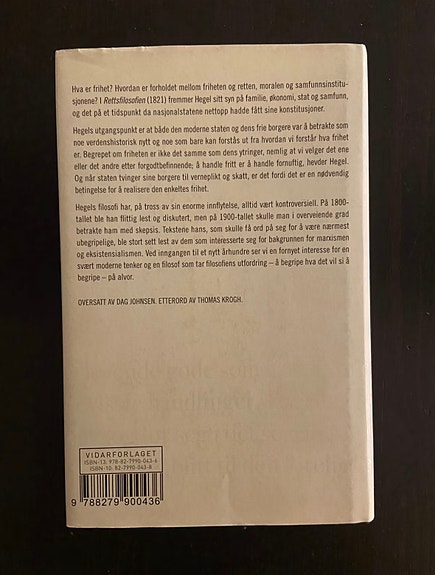 Hva er frihet? Hvordan er forholdet mellom friheten og retten, moralen og samfunnsinstitu-
sjonene? I Rettsfilosofien (1821) fremmer Hegel sitt syn på familie, økonomi, stat og samfunn,
og det på et tidspunkt da nasjonalstatene nettopp hadde fått sine konstitusjoner.
Hegels utgangspunkt er at både den moderne staten og dens frie borgere var å betrakte som
noe verdenshistorisk nytt og noe som bare kan forstås ut fra hvordan vi forstår hva frihet
er. Begrepet om friheten er ikke det samme som dens ytringer, nemlig at vi velger det ene
eller det andre etter forgodtbefinnende; å handle fritt er å handle fornuftig, hevder Hegel.
Og når staten tvinger sine borgere til verneplikt og skatt, er det fordi det er en nødvendig
betingelse for å realisere den enkeltes frihet.
Hegels filosofi har, på tross av sin enorme innflytelse, alltid vært kontroversiell. På 1800-
tallet ble han flittig lest og diskutert, men på 1900-tallet skulle man i overveiende grad
betrakte ham med skepsis. Tekstene hans, som skulle få ord på seg for å være nærmest
ubegripelige, ble stort sett lest av dem som interesserte seg for bakgrunnen for marxismen
og eksistensialismen. Ved inngangen til et nytt århundre ser vi en fornyet interesse for en
svært moderne tenker og en filosof som tar filosofiens utfordring – å begripe hva det vil si å
begripe – på alvor.
OVERSATT AV DAG JOHNSEN. ETTERORD AV THOMAS KROGH.
VIDARFORLAGET
ISBN-13: 978-82-7990-043-6
ISBN-10: 82-7990-043-8
9 788279 900436